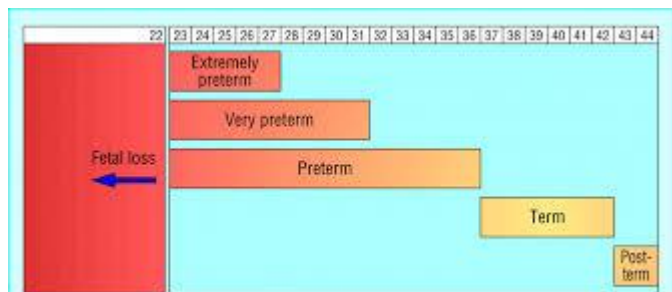 22 23 24 25 26 27 28 29 30 31 32 33 34 35 36 37 38 39 40 41 42 43 44
Extremely
preterm
Very preterm
Fetal loss
Preterm
Term
Post-
term